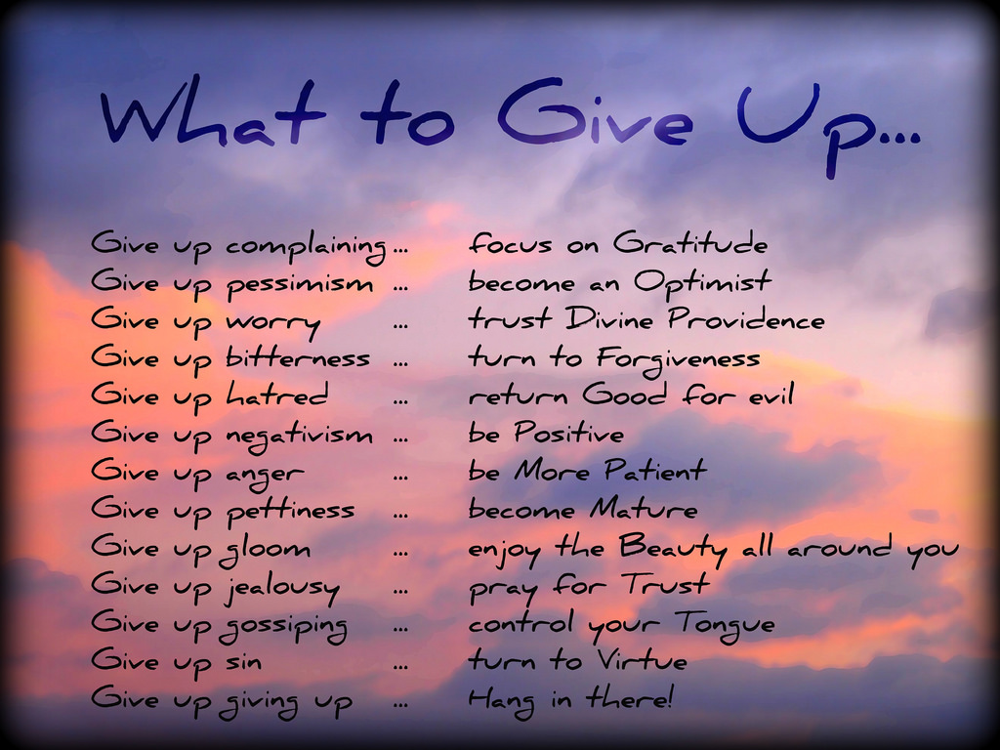 What to Give Up...
Give up complaining ... focus on Gratitude
Give up pessimism ... become an Optimist
Give up worry ... trust Divine Providence
Give up bitterness ... turn to Forgiveness
Give up hatred ... return Good for evil
Give up negativism ... be Positive
Give up anger ... be More Patient
Give up pettiness ... become Mature
Give up gloom ... enjoy the Beauty all around you
Give up jealousy ... pray for Trust
Give up gossiping ... control your Tongue
Give up sin ... turn to Virtue
Give up giving up ... Hang in there!